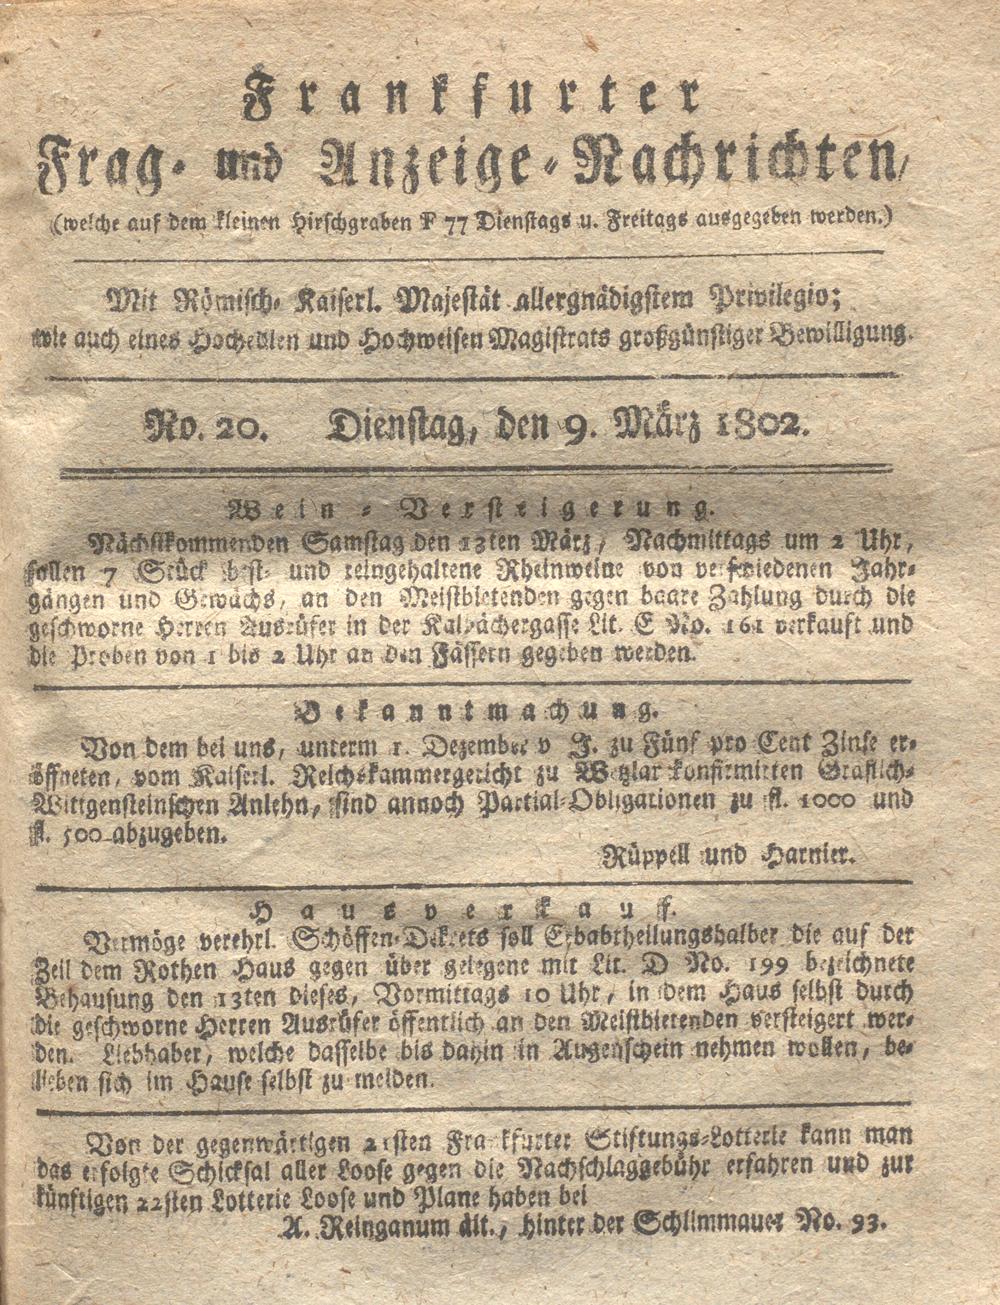 Frankfurter
Frag- und Anzeige-Nachrichten,
(welche auf dem kleinen Hirschgraben F 77 Dienstags u. Freitags ausgegeben werden.)
Mit Römisch- Kaiserl. Majestät allergnädigstem Privilegio;
wie auch eines Hochedlen und Hochweisen Magistrats großgünstiger Bewilligung.
No. 20. Dienstag, den 9. März 1802.
Wein - Versteigerung.
Nächstkommenden Samstag den 13ten März, Nachmittags um 2 Uhr,
sollen 7 Stück best- und reingehaltene Rheinweine von verschiedenen Jahr-
gängen und Gewächs, an den Meistbietenden gegen baare Zahlung durch die
geschworne Herren Ausrüfer in der Kalbächergasse Lit. E No. 161 verkauft und
die Proben von 1 bis 2 Uhr an den Fässern gegeben werden.
Bekanntmachung.
Von dem bei uns, unterm 1. Dezember v J. zu Fünf pro Cent Zinse er-
öffneten, vom Kaiserl. Reichskammergericht zu Wetzlar konfirmirten Gräflich-
Wittgensteinschen Anlehn, sind annoch Partial-Obligationen zu fl. 1000 und
fl. 500 abzugeben.
Rüppell und Harnier.
Hausverkauf.
Vermöge verehrl. Schöffen-Dekrets soll Erbabtheilungshalber die auf der
Zeil dem Rothen Haus gegen über gelegene mit Lit. D No. 199 bezeichnete
Behausung den 13ten dieses, Vormittags 10 Uhr, in dem Haus selbst durch
die geschworne Herren Ausrüfer öffentlich an den Meistbietenden versteigert wer-
den. Liebhaber, welche dasselbe bis dahin in Augenschein nehmen wollen, be-
lieben sich im Hause selbst zu melden.
Von der gegenwärtigen 21sten Frankfurter Stiftungs-Lotterie kann man
das erfolgte Schicksal aller Loose gegen die Nachschlaggebühr erfahren und zur
künftigen 22sten Lotterie Loose und Plane haben bei
A. Reinganum ält., hinter der Schlimmauer No. 93.